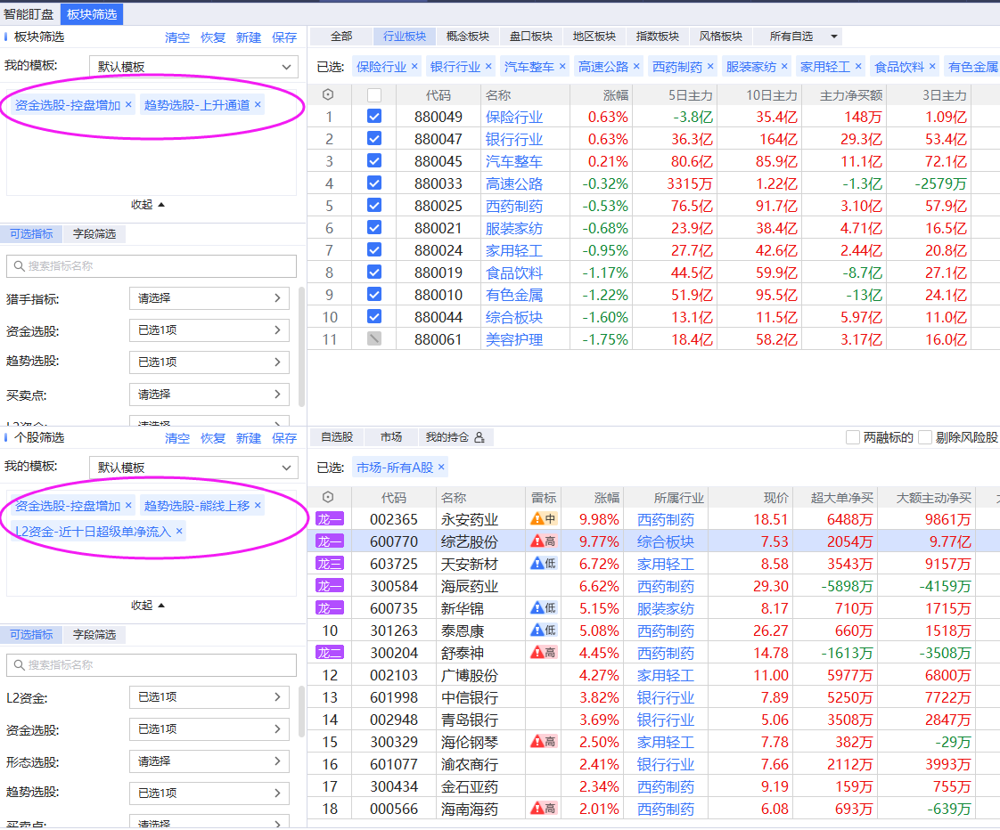 智能盯盘 板块筛选
板块筛选 清空 恢复 新建 保存
我的模板: 默认模板
资金选股-控盘增加 × 趋势选股-上升通道 ×
收起
可选指标 字段筛选
搜索指标名称
猎手指标: 请选择
资金选股: 已选1项
趋势选股: 已选1项
买卖点: 请选择
L2资金: 请选择
全部 行业板块 概念板块 盘口板块 地区板块 指数板块 风格板块 所有自选
已选: 保险行业 × 银行行业 × 汽车整车 × 高速公路 × 西药制药 × 服装家纺 × 家用轻工 × 食品饮料 × 有色金属
代码 名称 涨幅 5日主力 10日主力 主力净买额 3日主力
1 880049 保险行业 0.63% -3.8亿 35.4亿 148万 1.09亿
2 880047 银行行业 0.63% 36.3亿 164亿 29.3亿 53.4亿
3 880045 汽车整车 0.21% 80.6亿 85.9亿 11.1亿 72.1亿
4 880033 高速公路 -0.32% 3315万 1.22亿 -1.3亿 -2579万
5 880025 西药制药 -0.53% 76.5亿 91.7亿 3.10亿 57.9亿
6 880021 服装家纺 -0.68% 23.9亿 38.4亿 4.71亿 16.5亿
7 880024 家用轻工 -0.95% 27.7亿 42.6亿 2.44亿 20.8亿
8 880019 食品饮料 -1.17% 44.5亿 59.9亿 -8.7亿 27.1亿
9 880010 有色金属 -1.22% 51.9亿 95.5亿 -13亿 24.1亿
10 880044 综合板块 -1.60% 13.1亿 11.5亿 5.97亿 11.0亿
11 880061 美容护理 -1.75% 18.4亿 58.2亿 3.17亿 16.0亿
个股筛选 清空 恢复 新建 保存
我的模板: 默认模板
资金选股-控盘增加 × 趋势选股-熊线上移 ×
L2资金-近十日超级单净流入 ×
收起
可选指标 字段筛选
搜索指标名称
L2资金: 已选1项
资金选股: 已选1项
形态选股: 请选择
趋势选股: 已选1项
买卖点: 请选择
自选股 市场 我的持仓 两融标的 剔除风险股
已选: 市场-所有A股 ×
代码 名称 雷标 涨幅 所属行业 现价 超大单净买 大额主动净买
龙一 002365 永安药业 中 9.98% 西药制药 18.51 6488万 9861万
龙一 600770 综艺股份 高 9.77% 综合板块 7.53 2054万 9.77亿
龙三 603725 天安新材 低 6.72% 家用轻工 8.58 3543万 9157万
龙一 300584 海辰药业 6.62% 西药制药 29.30 -5898万 -4159万
龙一 600735 新华锦 低 5.15% 服装家纺 8.17 710万 1715万
10 301263 泰恩康 低 5.08% 西药制药 26.27 660万 1518万
龙二 300204 舒泰神 高 4.45% 西药制药 14.78 -1613万 -3508万
12 002103 广博股份 4.27% 家用轻工 11.00 5977万 6800万
13 601998 中信银行 3.82% 银行行业 7.89 5250万 7722万
14 002948 青岛银行 3.69% 银行行业 5.06 3508万 2847万
15 300329 海伦钢琴 高 2.50% 家用轻工 7.78 382万 -29万
16 601077 渝农商行 2.41% 银行行业 7.66 2112万 3993万
17 300434 金石亚药 2.34% 西药制药 9.19 159万 755万
18 000566 海南海药 高 2.01% 西药制药 6.08 693万 -639万